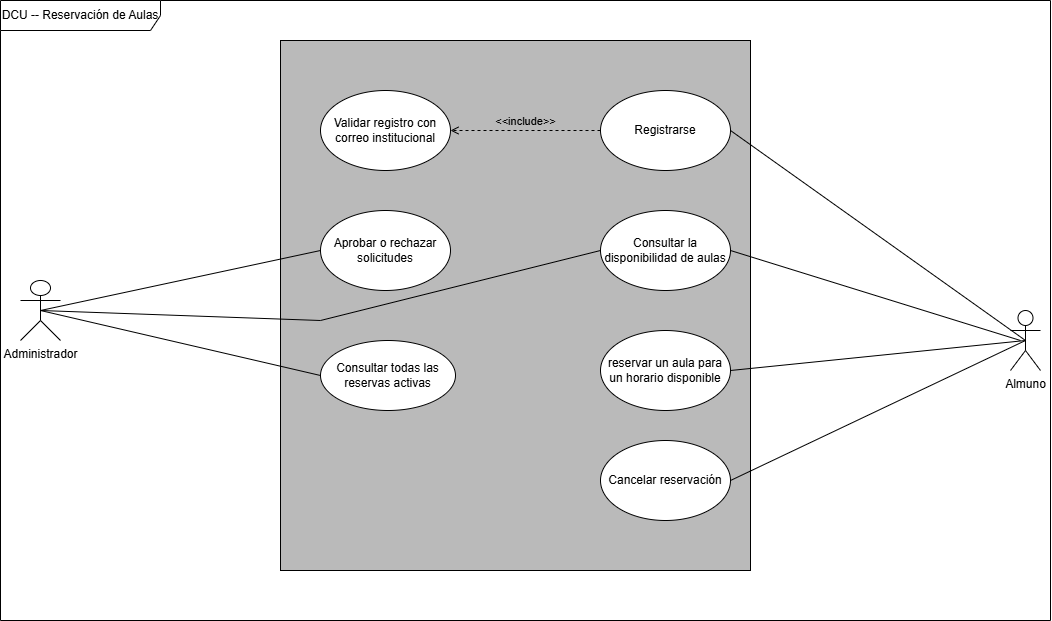 DCU -- Reservación de Aulas
Validar registro con
correo institucional
<<include>>
Registrarse
Aprobar o rechazar
solicitudes
Consultar la
disponibilidad de aulas
Administrador
Consultar todas las
reservas activas
reservar un aula para
un horario disponible
Almuno
Cancelar reservación